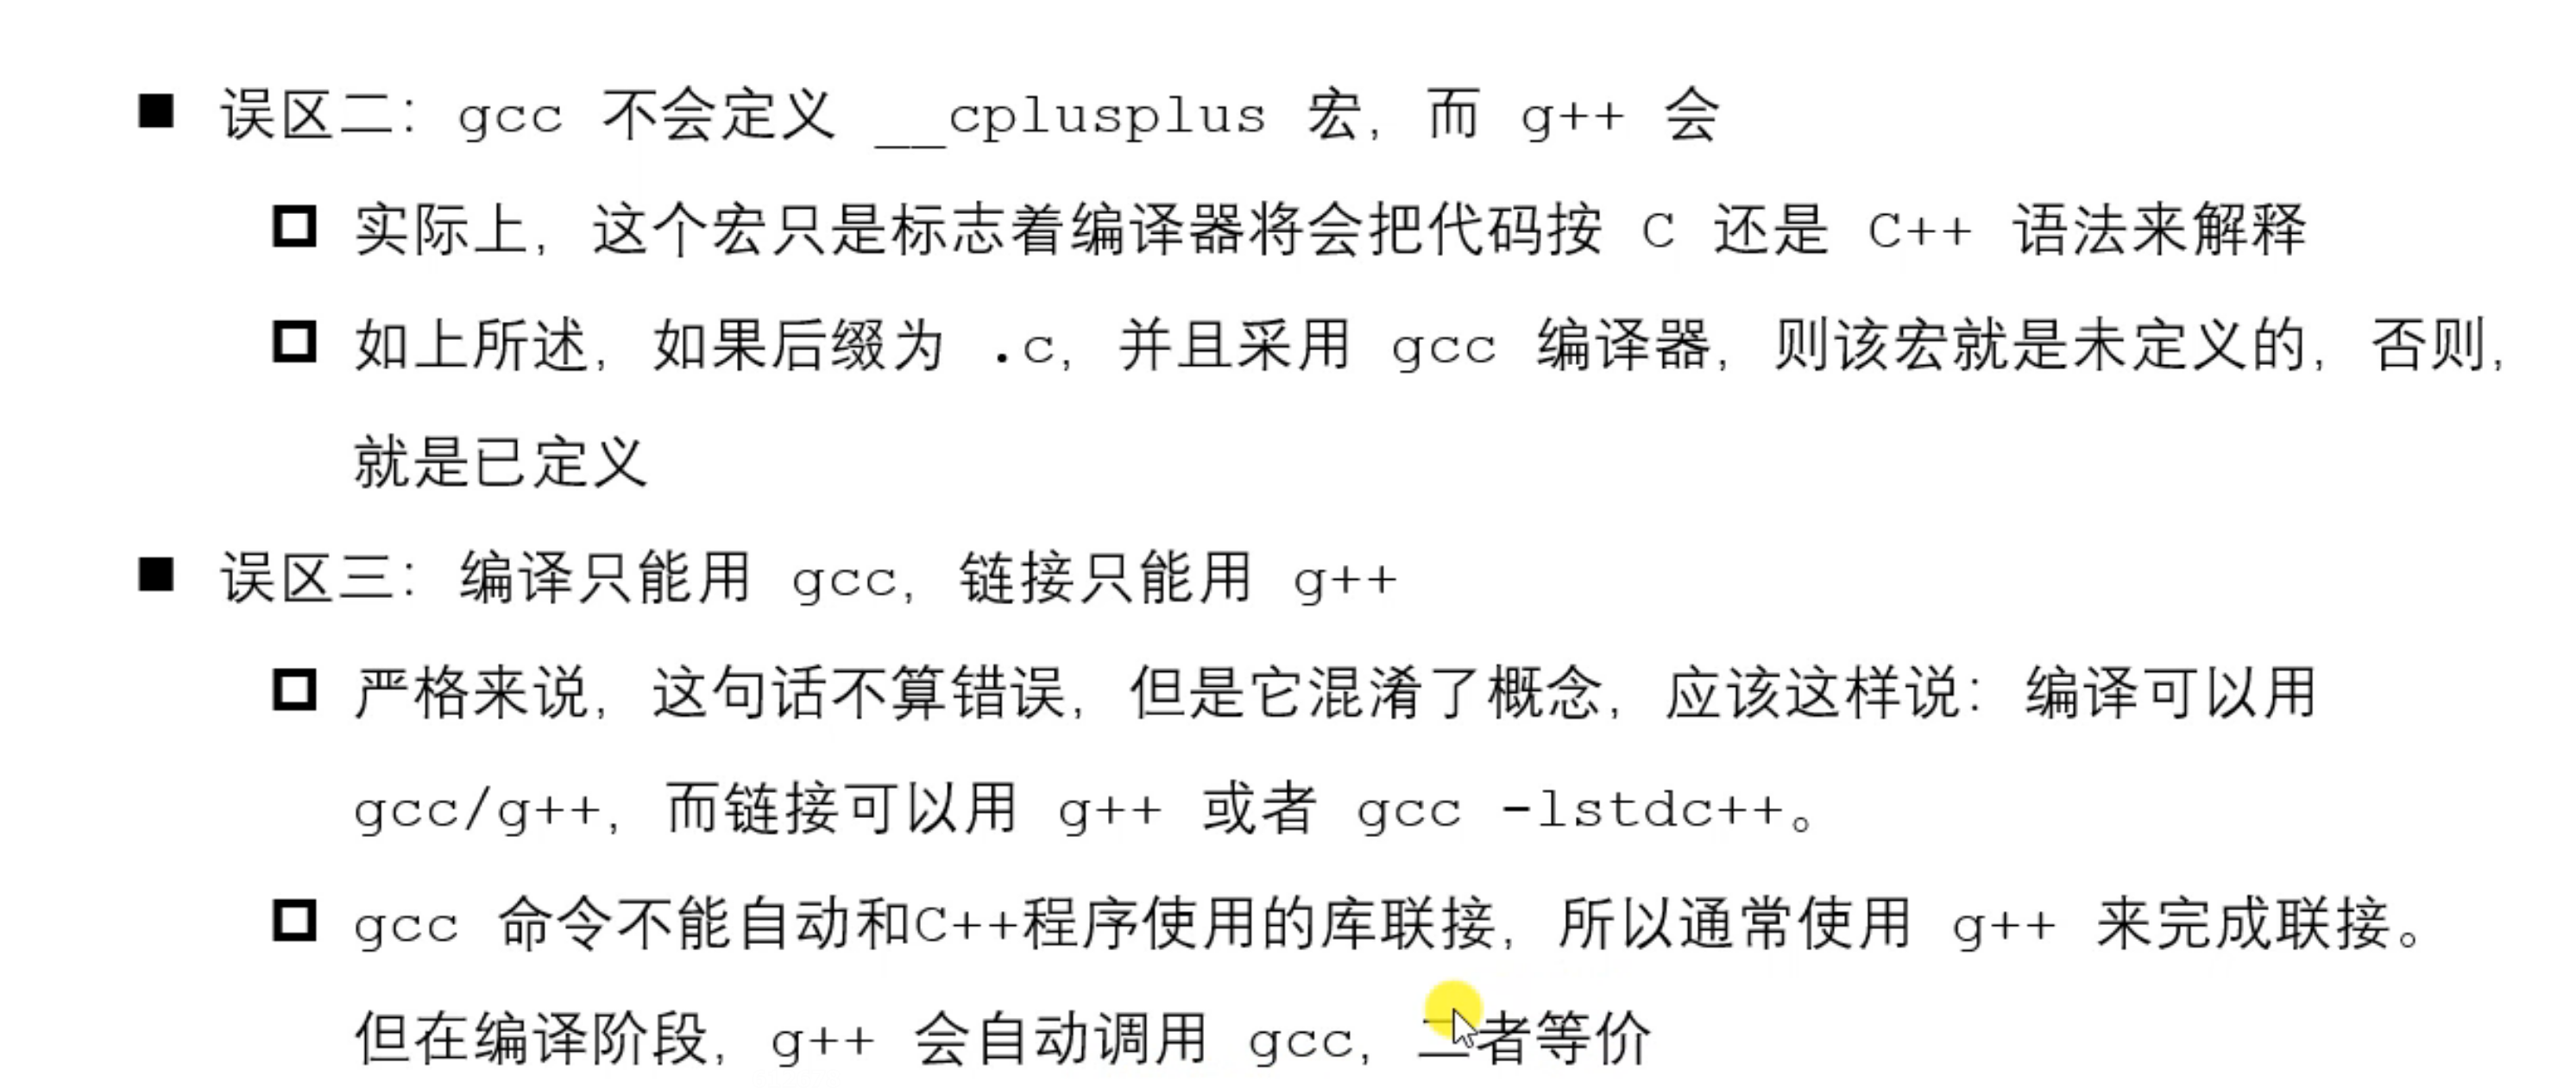 ■ 误区二：gcc 不会定义 __cplusplus 宏，而 g++ 会
□ 实际上，这个宏只是标志着编译器将会把代码按 C 还是 C++ 语法来解释
□ 如上所述，如果后缀为 .c，并且采用 gcc 编译器，则该宏就是未定义的，否则，
就是已定义
■ 误区三：编译只能用 gcc，链接只能用 g++
□ 严格来说，这句话不算错误，但是它混淆了概念，应该这样说：编译可以用
gcc/g++，而链接可以用 g++ 或者 gcc -lstdc++。
□ gcc 命令不能自动和C++程序使用的库联接，所以通常使用 g++ 来完成联接。
但在编译阶段，g++ 会自动调用 gcc，二者等价